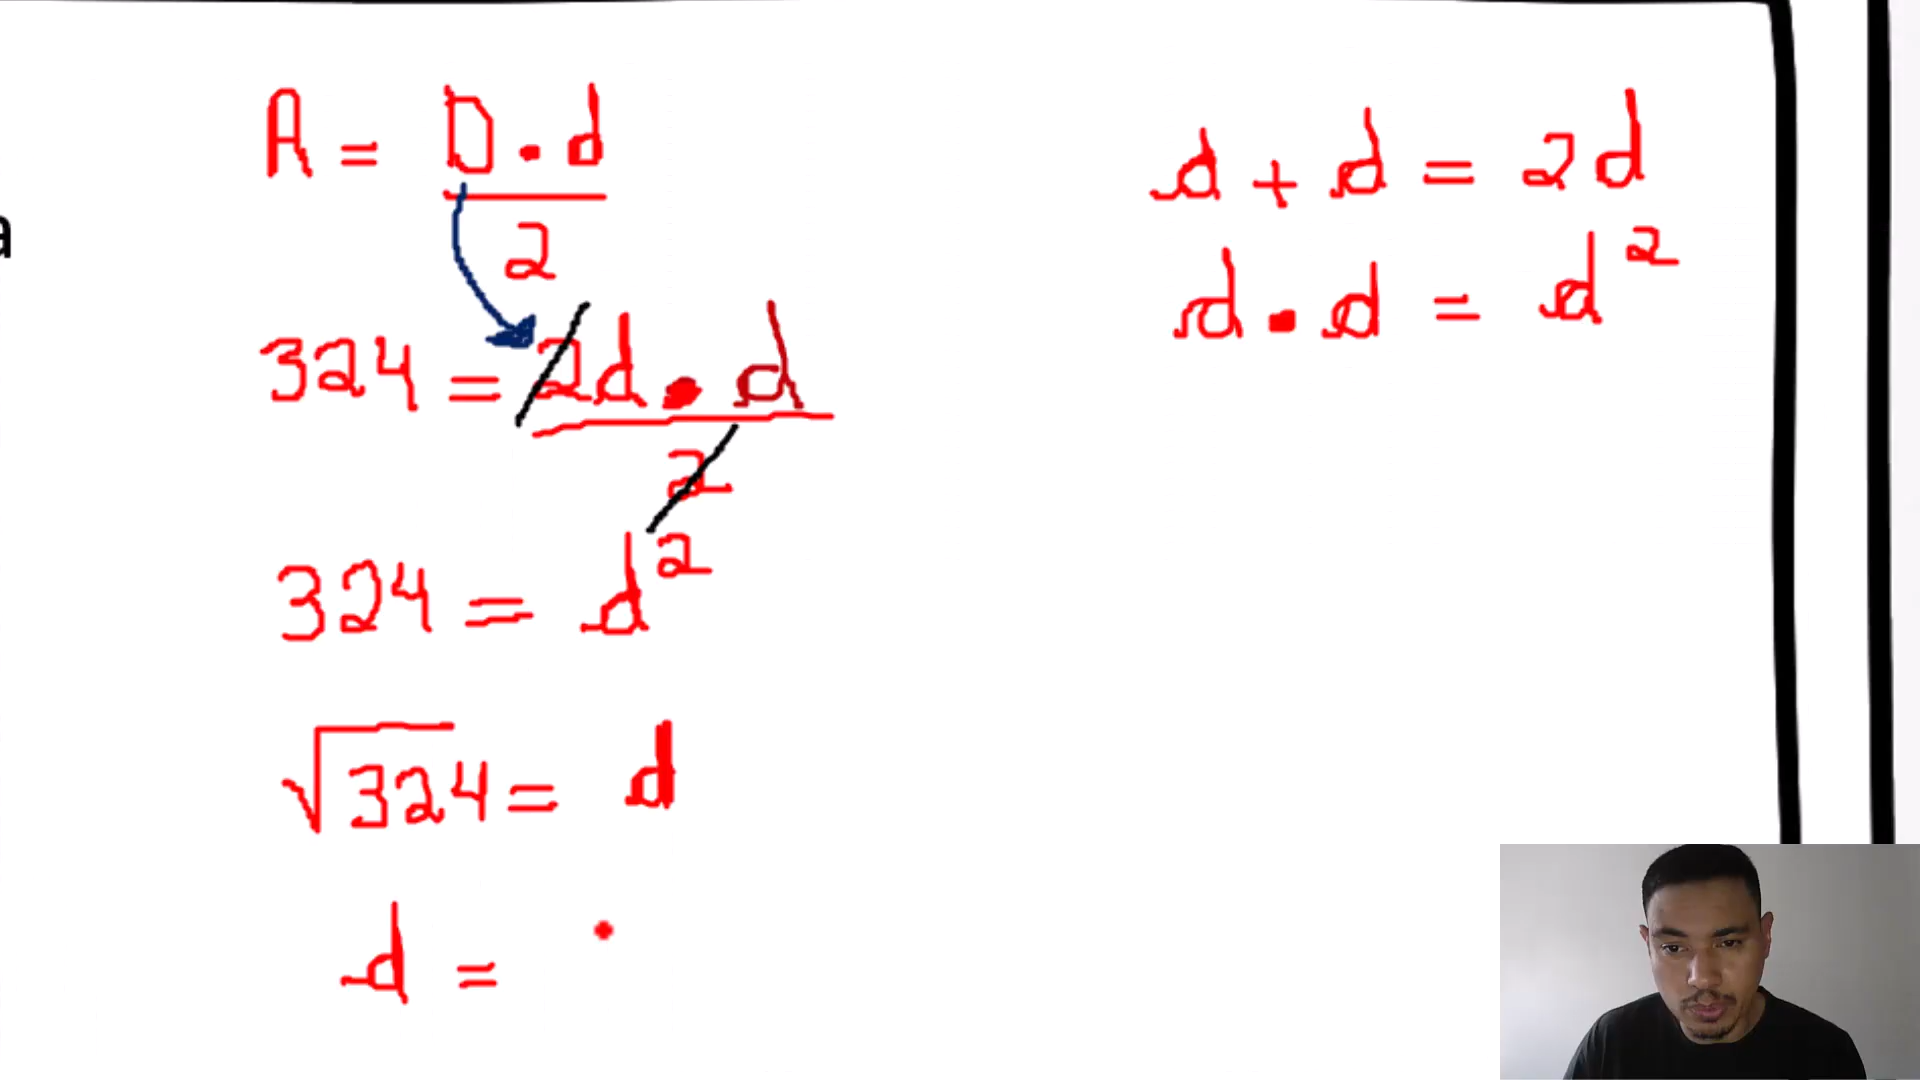 A = D . d
2
a
324 = 2d . d
2
324 = d²
√324 = d
d =
d + d = 2d
d . d = d²